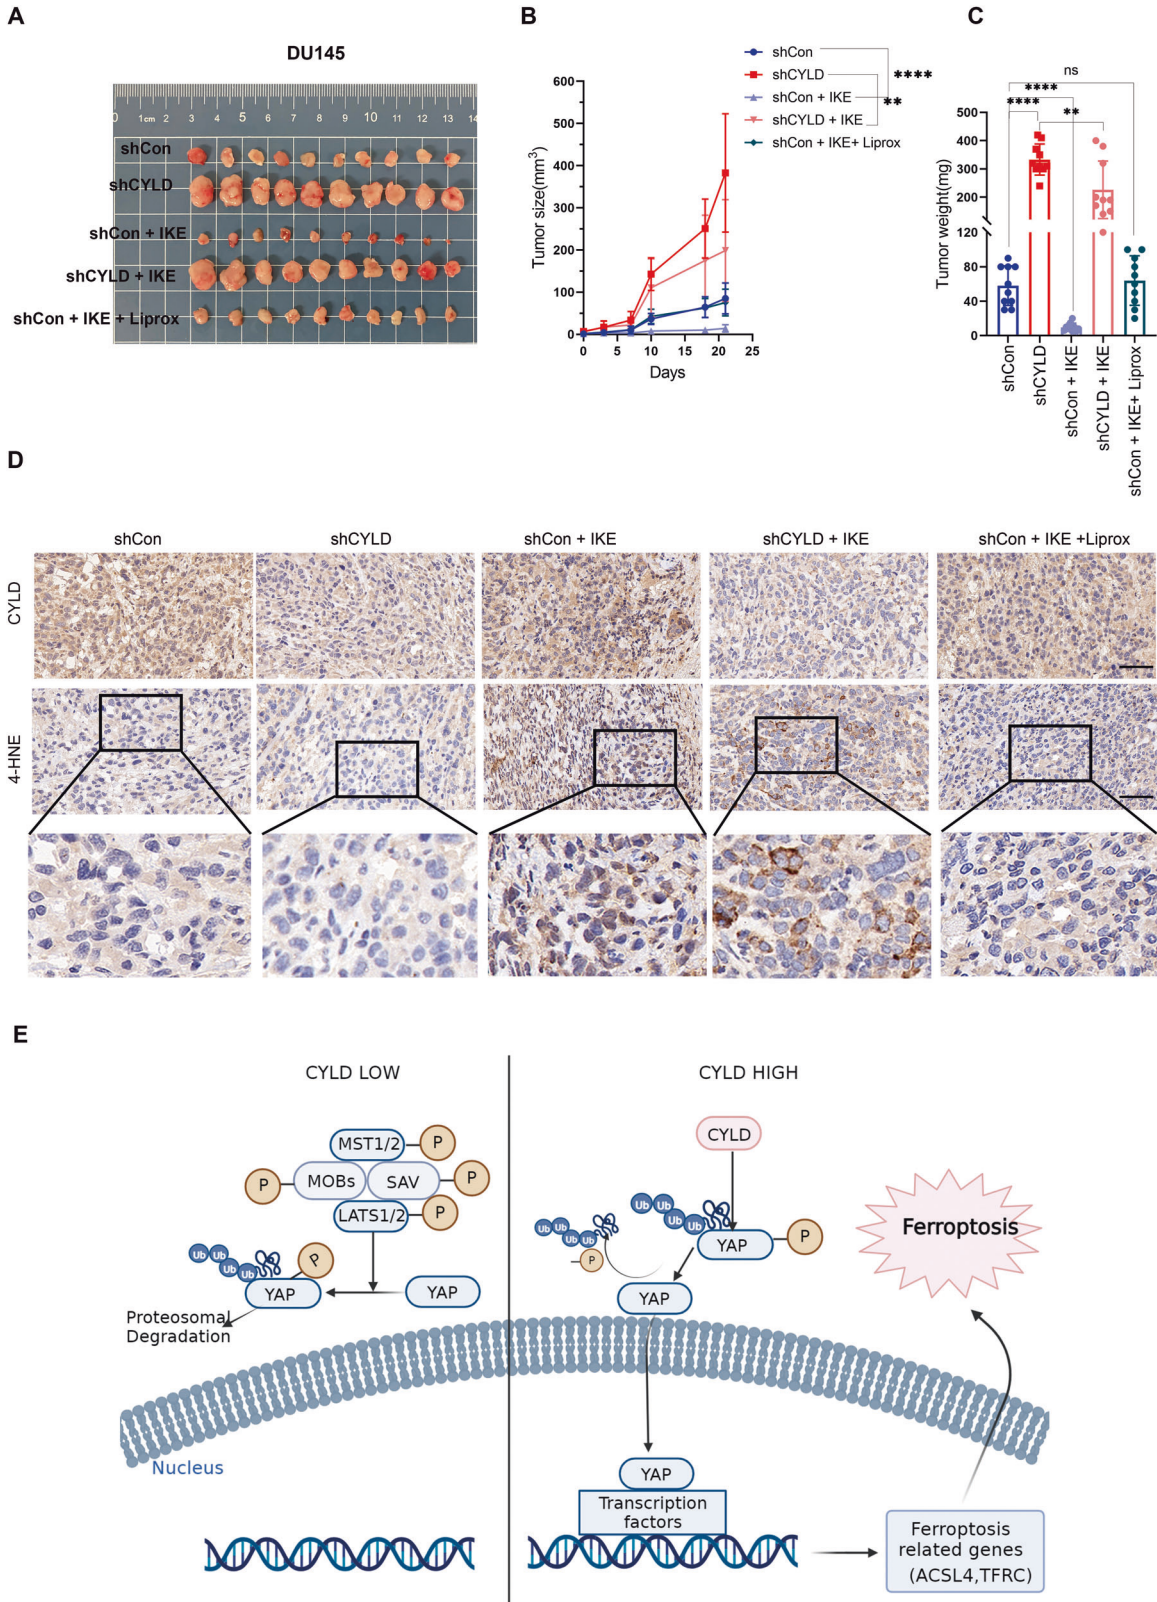 A
DU145
0 1cm 2 3 4 5 6 7 8 9 10 11 12 13 14
shCon
shCYLD
shCon + IKE
shCYLD + IKE
shCon + IKE + Liprox
B
shCon
shCYLD
shCon + IKE
shCYLD + IKE
shCon + IKE+ Liprox
****
**
Tumor size(mm³)
600
500
400
300
200
100
0
0 5 10 15 20 25
Days
C
ns
****
**** **
Tumor weight(mg)
500
400
300
200
120
80
40
0
shCon
shCYLD
shCon + IKE
shCYLD + IKE
shCon + IKE+ Liprox
D
shCon shCYLD shCon + IKE shCYLD + IKE shCon + IKE +Liprox
CYLD
4-HNE
E
CYLD LOW
MST1/2 P
P MOBs SAV P
LATS1/2 P
Ub Ub Ub Ub P
YAP YAP
Proteosomal
Degradation
Nucleus
CYLD HIGH
CYLD
Ub Ub Ub Ub
YAP P
Ub Ub Ub Ub
P
YAP
YAP
Transcription
factors
Ferroptosis
related genes
(ACSL4,TFRC)
Ferroptosis